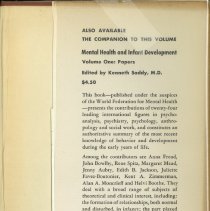 ALSO AVAILABLE
THE COMPANION TO THIS VOLUME
Mental Health and Infant Development
Volume One: Papers
Edited by Kenneth Soddy, M.D.
$4.50
This book—published under the auspices
of the World Federation for Mental Health
—presents the contributions of twenty-four
leading international figures in psycho-
analysis, psychiatry, psychology, anthro-
pology and social work, and constitutes an
authoritative summary of the most recent
knowledge of behavior and development
during the early years of life.
Among the contributors are Anna Freud,
John Bowlby, Rene Spitz, Margaret Mead,
Jenny Aubry, Edith B. Jackson, Juliette
Favez-Boutonier, Kent A. Zimmerman,
Alan A. Moncrieff and Helvi Boothe. They
deal with a broad range of subjects of
theoretical and clinical interest, including:
the formation of relationships, both normal
and disturbed, in infancy; the part played